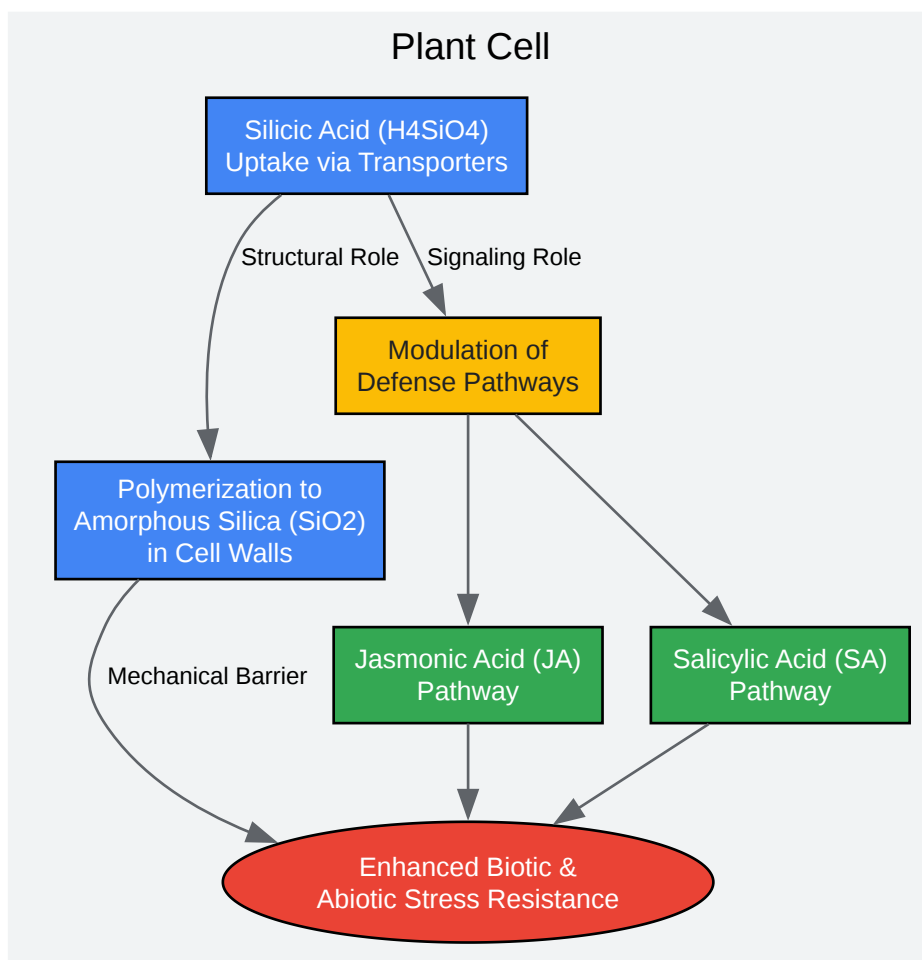 Plant Cell
Silicic Acid (H4SiO4)
Uptake via Transporters
Structural Role
Signaling Role
Modulation of
Defense Pathways
Polymerization to
Amorphous Silica (SiO2)
in Cell Walls
Mechanical Barrier
Jasmonic Acid (JA)
Pathway
Salicylic Acid (SA)
Pathway
Enhanced Biotic &
Abiotic Stress Resistance